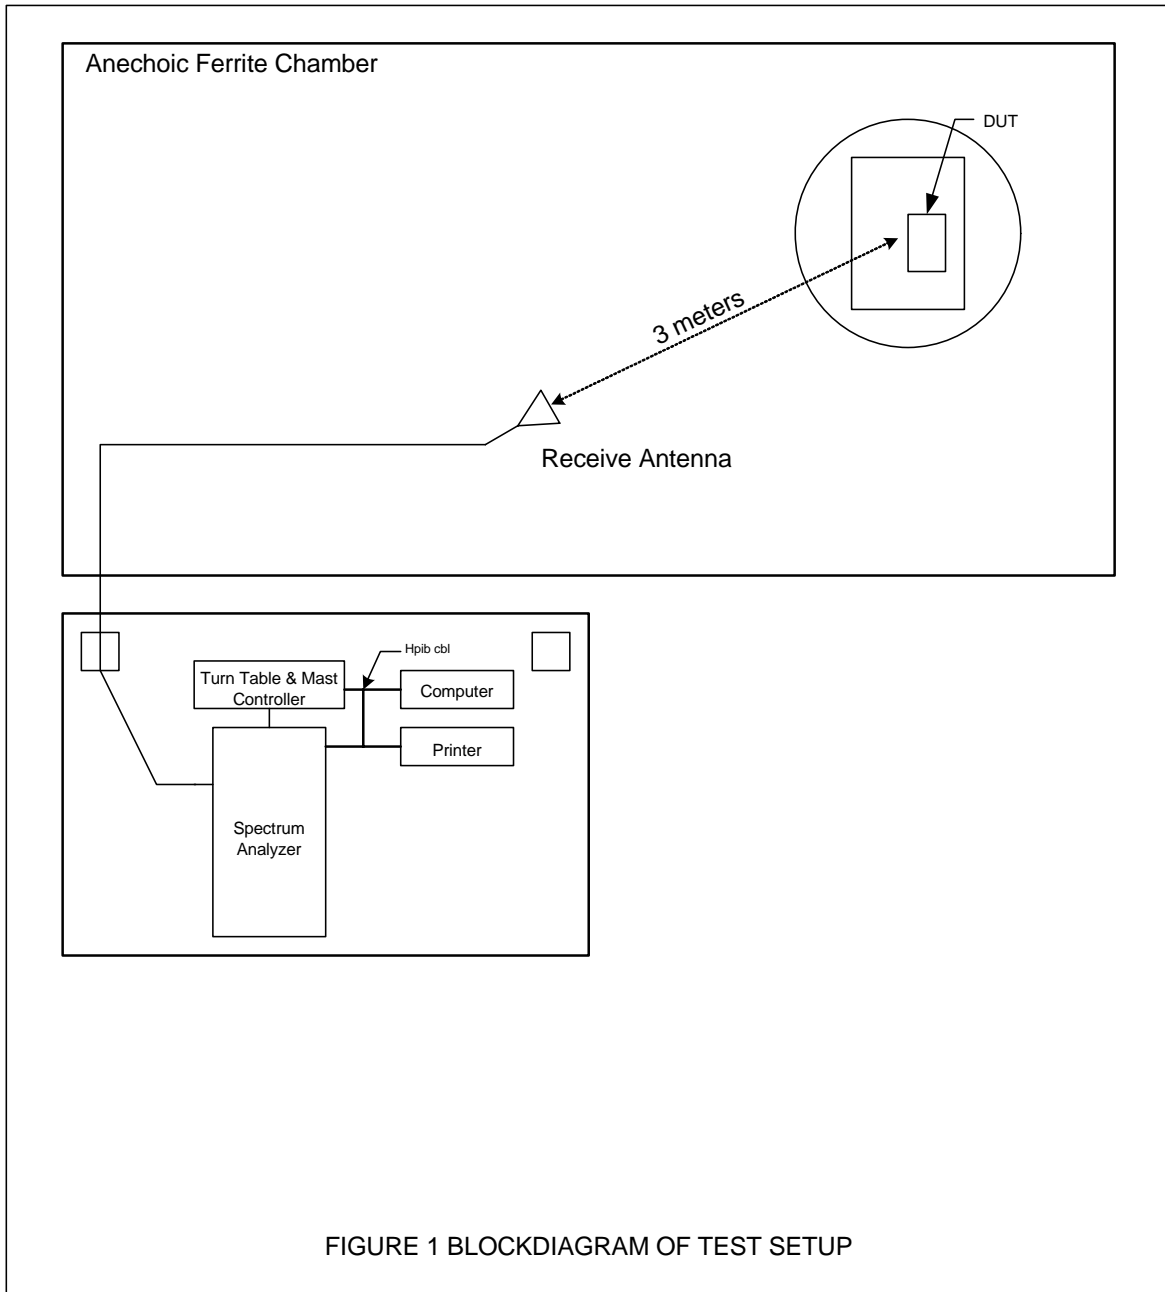 Anechoic Ferrite Chamber
DUT
3 meters
Receive Antenna
Hpib cbl
Turn Table & Mast
Controller
Computer
Printer
Spectrum
Analyzer
FIGURE 1 BLOCKDIAGRAM OF TEST SETUP